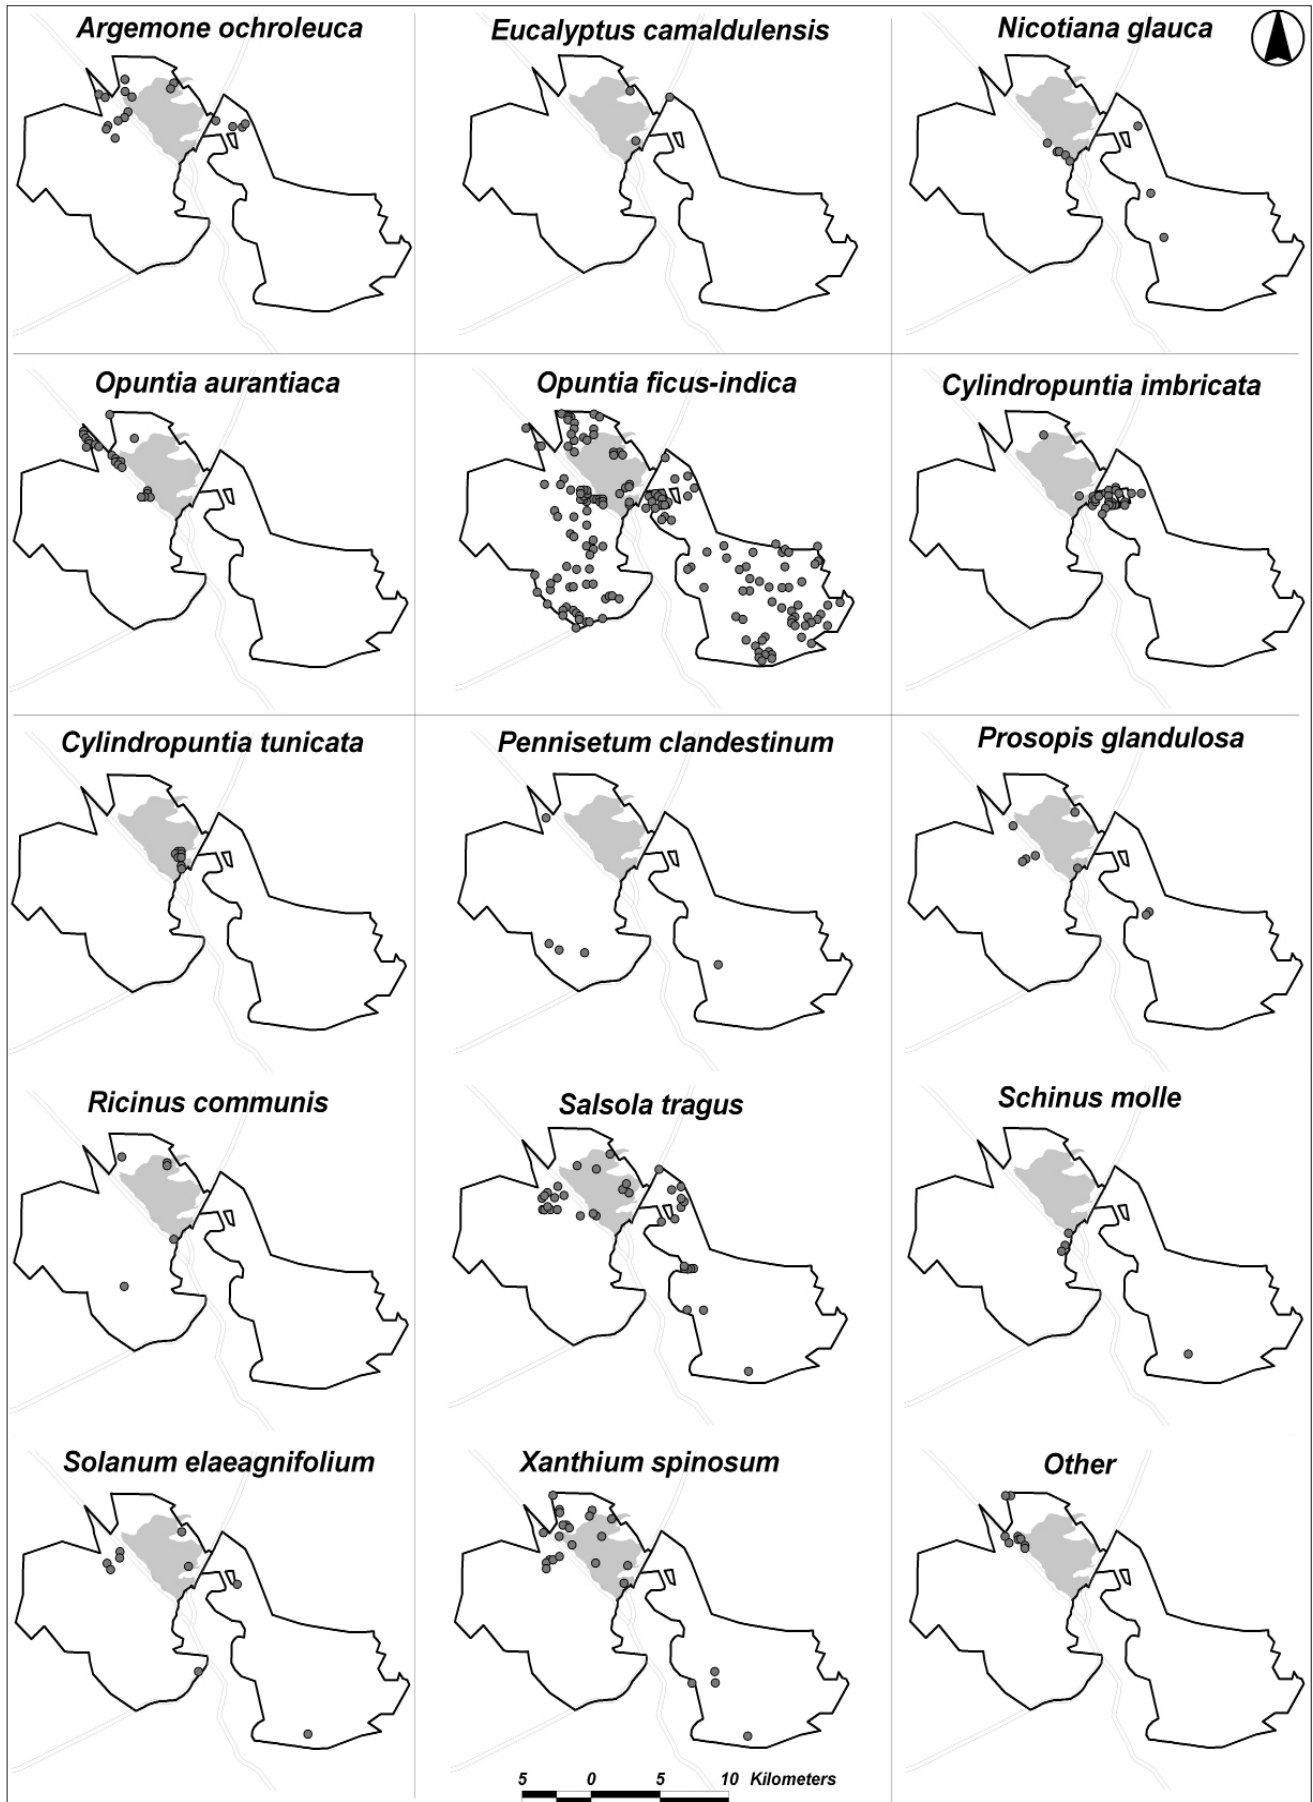 Argemone ochroleuca
Eucalyptus camaldulensis
Nicotiana glauca
Opuntia aurantiaca
Opuntia ficus-indica
Cylindropuntia imbricata
Cylindropuntia tunicata
Pennisetum clandestinum
Prosopis glandulosa
Ricinus communis
Salsola tragus
Schinus molle
Solanum elaeagnifolium
Xanthium spinosum
Other
5 0 5 10 Kilometers